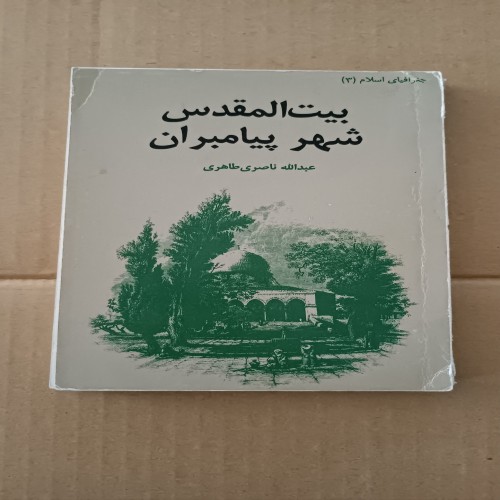 جغرافیای اسلام (۳)
بیت‌المقدس
شهر پیامبران
عبدالله ناصری‌طاهری